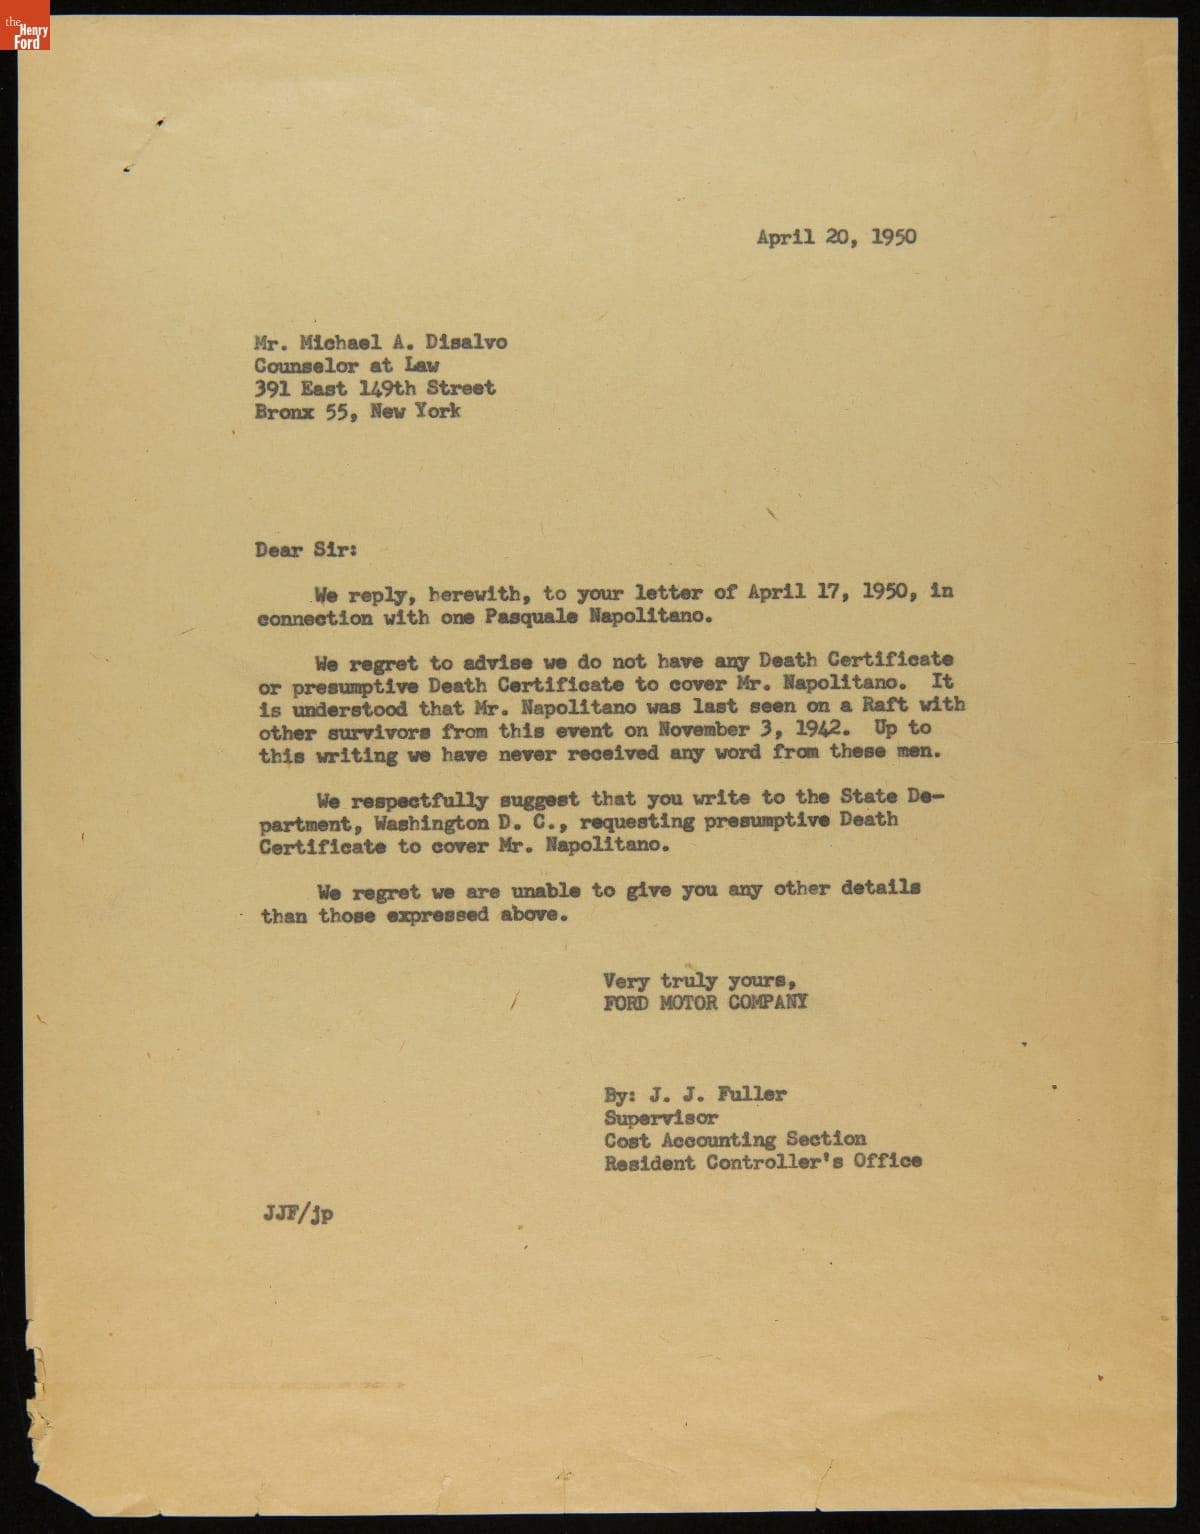 the
Henry
Ford
April 20, 1950
Mr. Michael A. Disalvo
Counselor at Law
391 East 149th Street
Bronx 55, New York
Dear Sir:
We reply, herewith, to your letter of April 17, 1950, in
connection with one Pasquale Napolitano.
We regret to advise we do not have any Death Certificate
or presumptive Death Certificate to cover Mr. Napolitano. It
is understood that Mr. Napolitano was last seen on a Raft with
other survivors from this event on November 3, 1942. Up to
this writing we have never received any word from these men.
We respectfully suggest that you write to the State De-
partment, Washington D. C., requesting presumptive Death
Certificate to cover Mr. Napolitano.
We regret we are unable to give you any other details
than those expressed above.
Very truly yours,
FORD MOTOR COMPANY
By: J. J. Fuller
Supervisor
Cost Accounting Section
Resident Controller's Office
JJF/jp